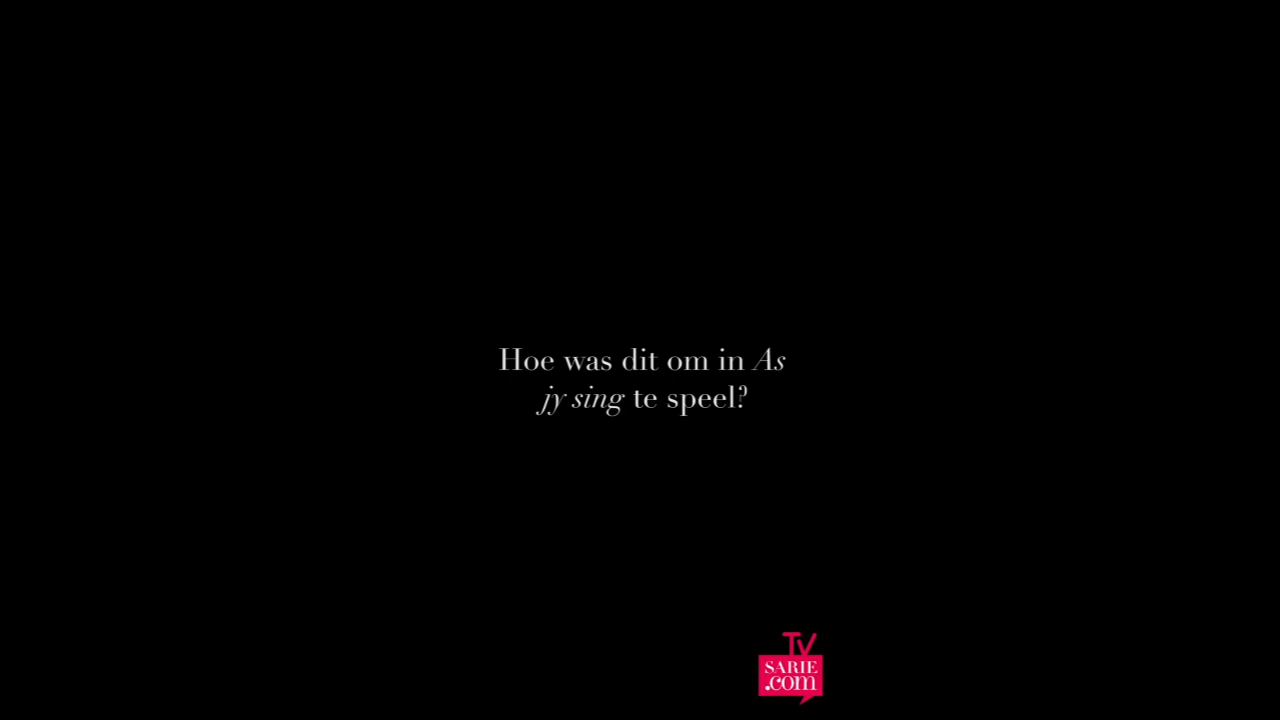 Hoe was dit om in As
jy sing te speel?
TV
SARIE
.com